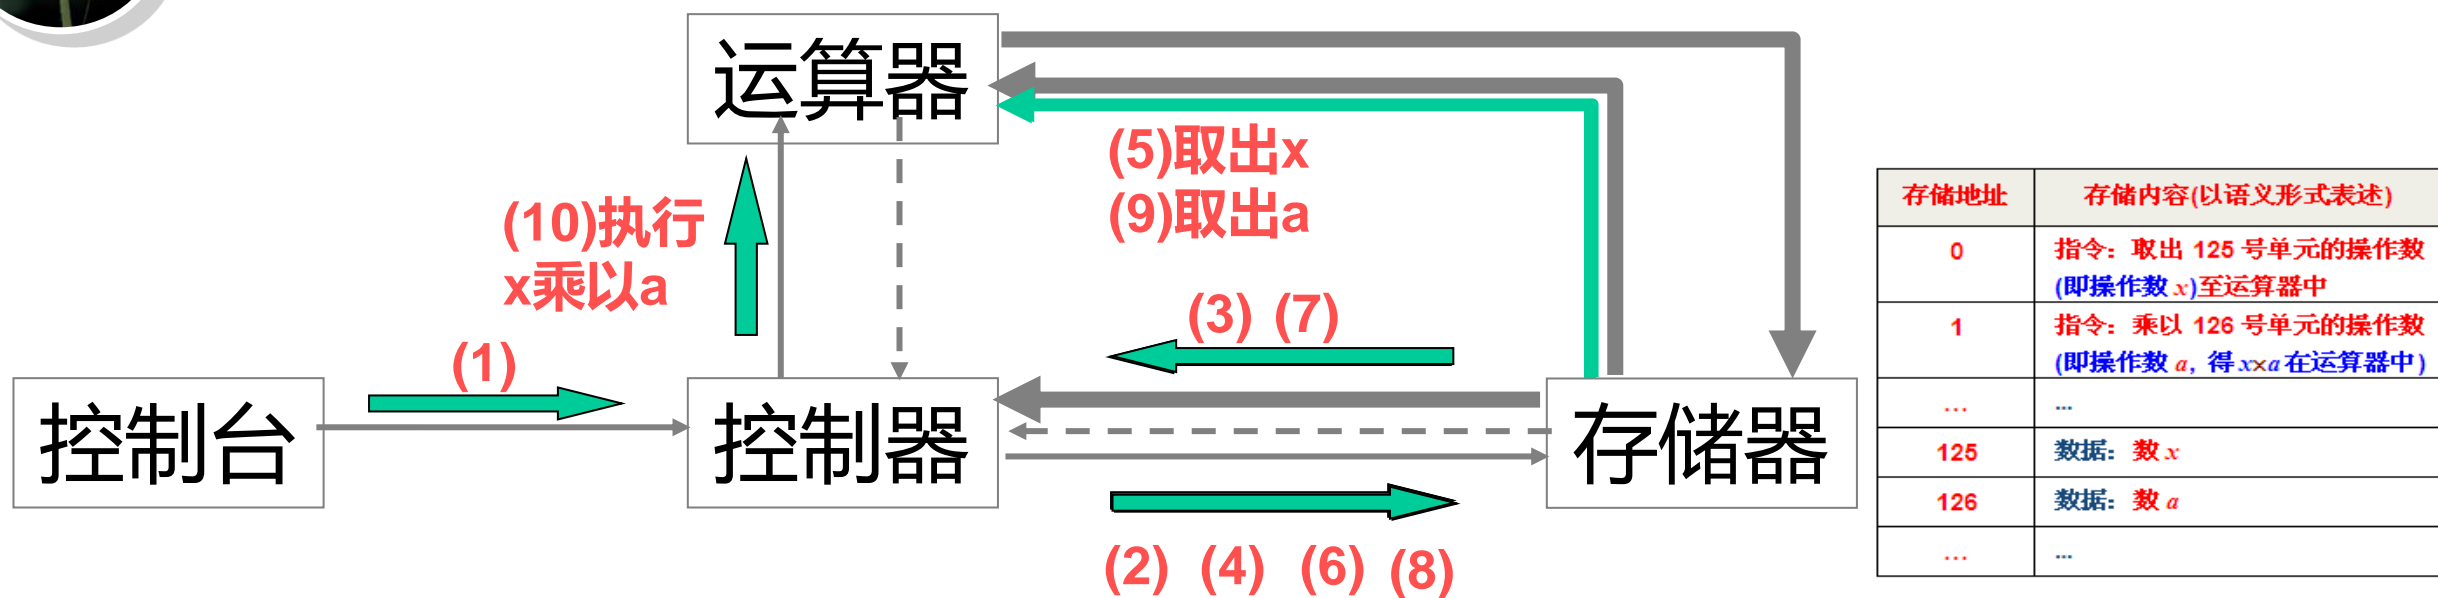 运算器
(5)取出x
(9)取出a
(10)执行
x乘以a
(3) (7)
(1)
控制台
控制器
存储器
(2) (4) (6) (8)
存储地址 存储内容(以语义形式表述)
0 指令：取出 125 号单元的操作数
(即操作数 x)至运算器中
1 指令：乘以 126 号单元的操作数
(即操作数 a，得 x×a 在运算器中)
… …
125 数据：数 x
126 数据：数 a
… …